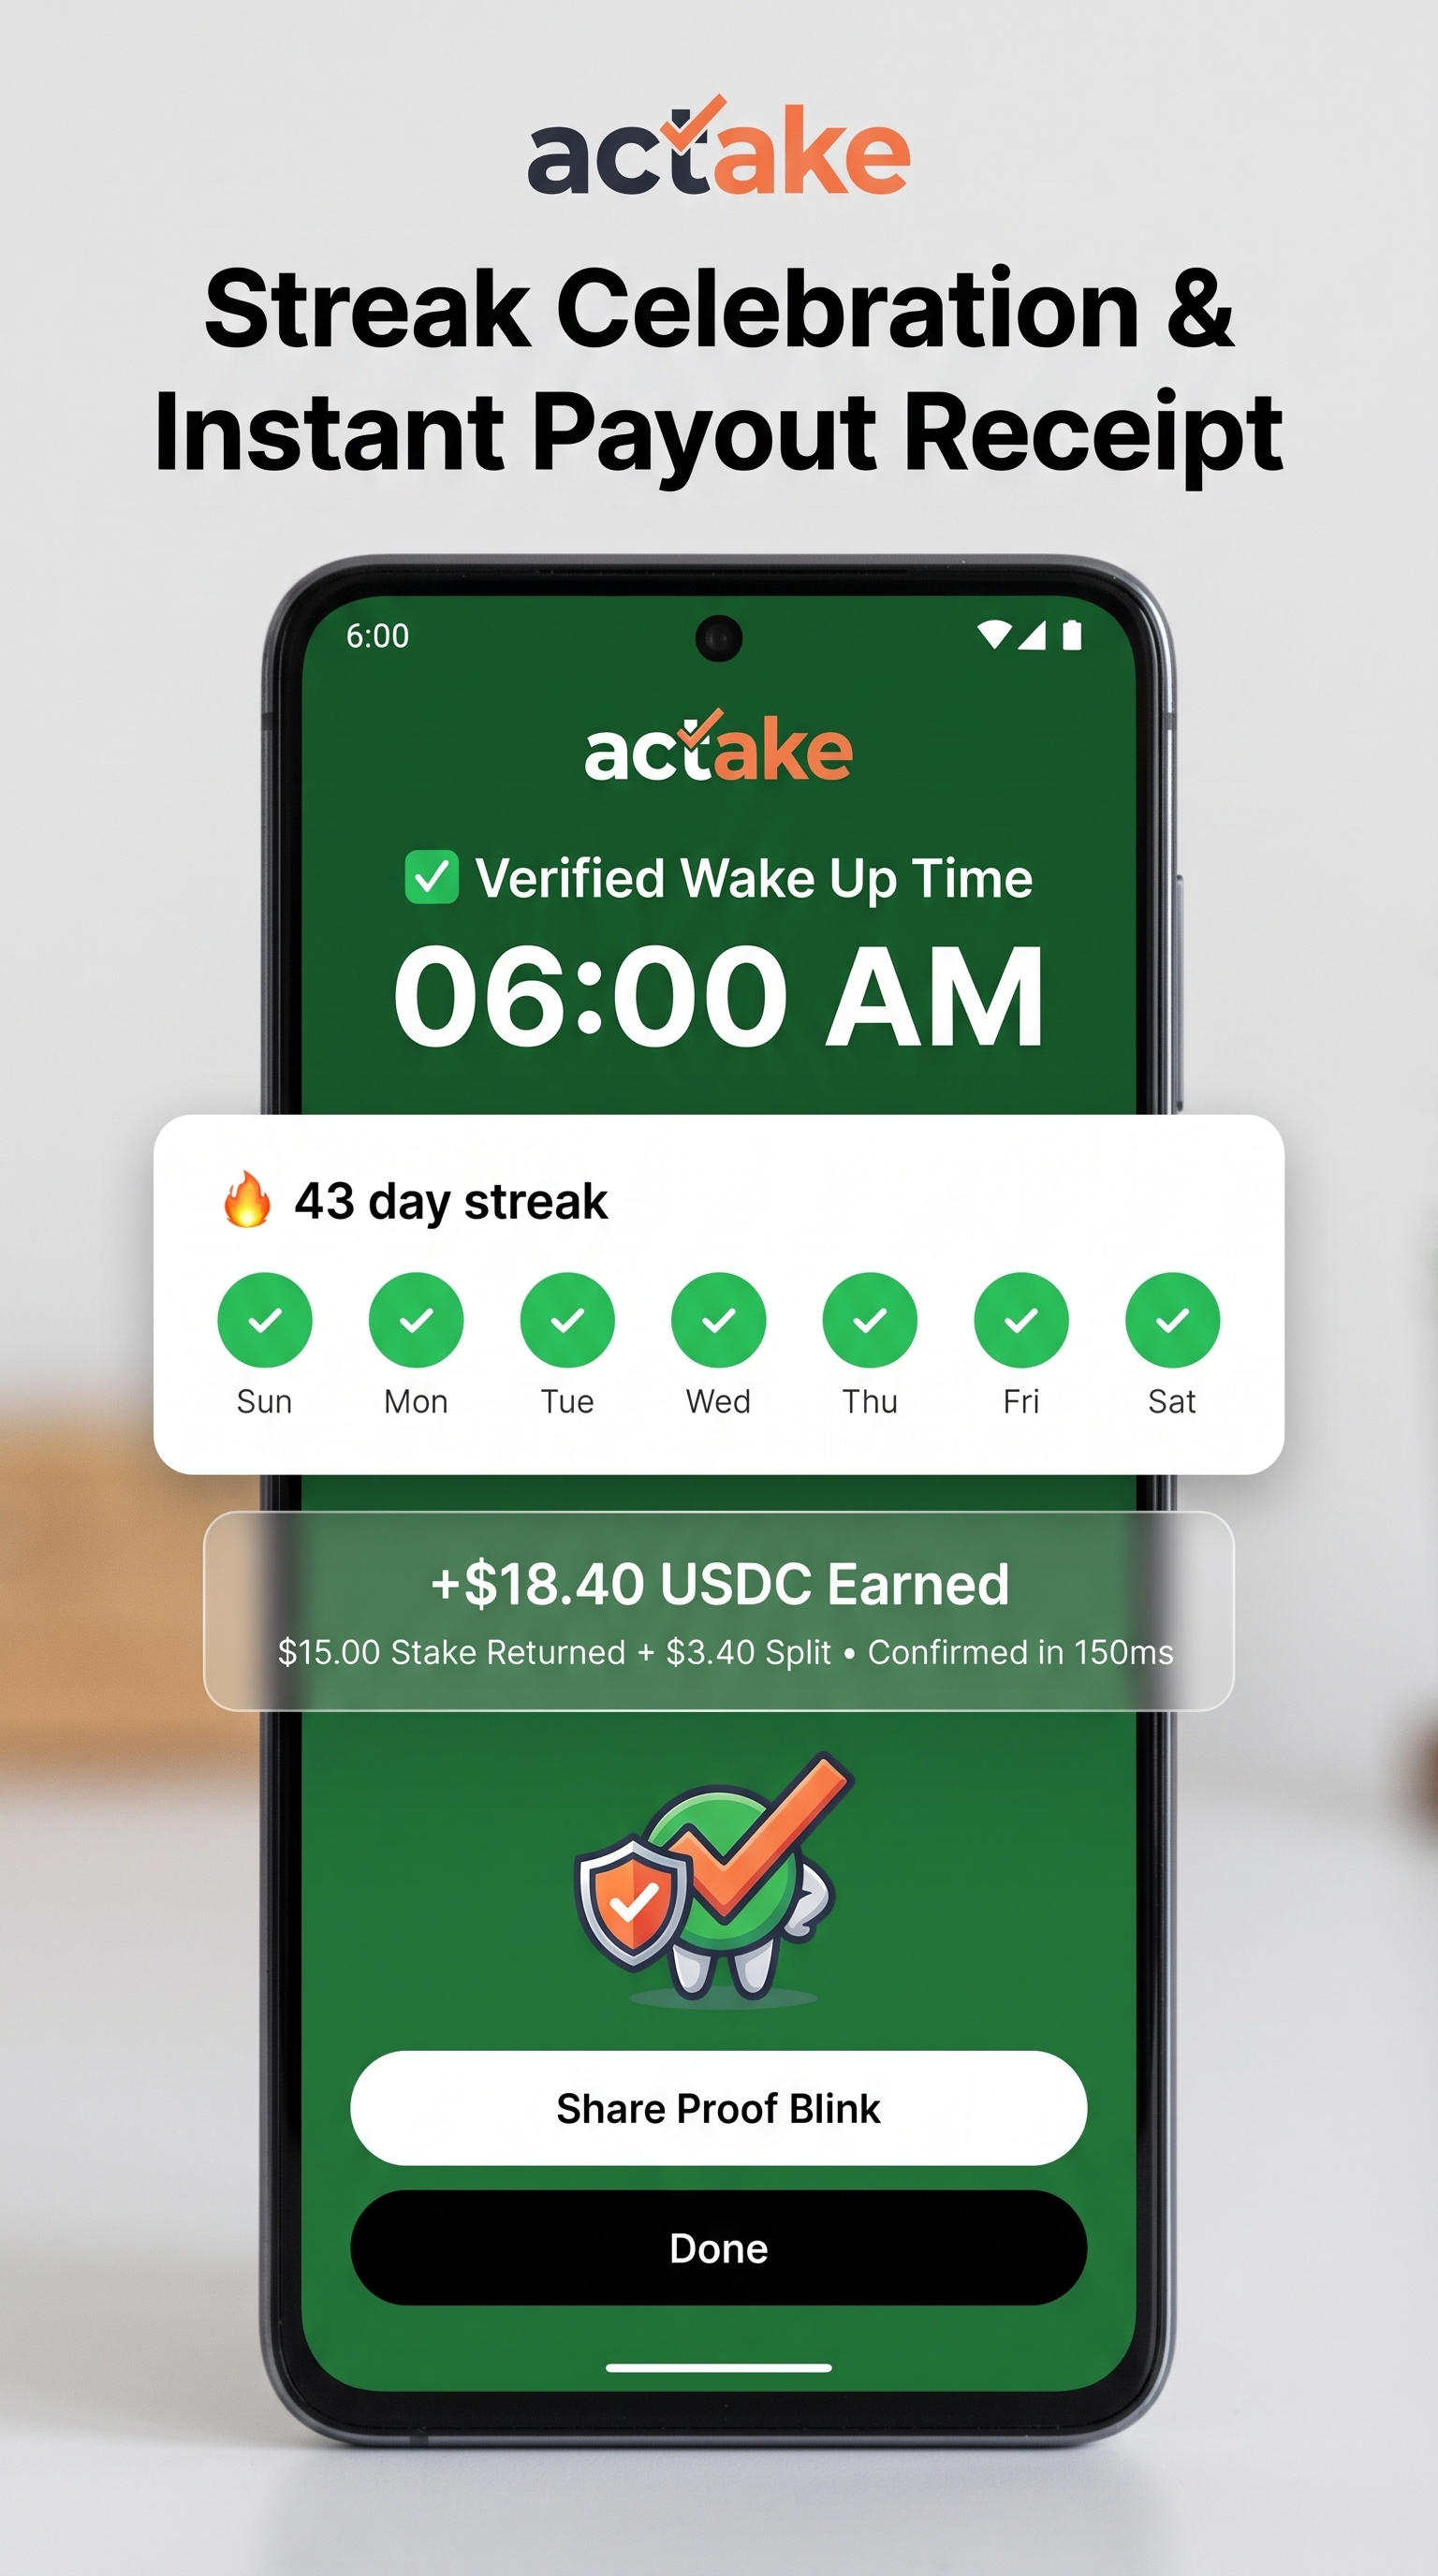 actake
Streak Celebration &
Instant Payout Receipt
6:00
actake
✅ Verified Wake Up Time
06:00 AM
🔥 43 day streak
Sun Mon Tue Wed Thu Fri Sat
+$18.40 USDC Earned
$15.00 Stake Returned + $3.40 Split • Confirmed in 150ms
Share Proof Blink
Done